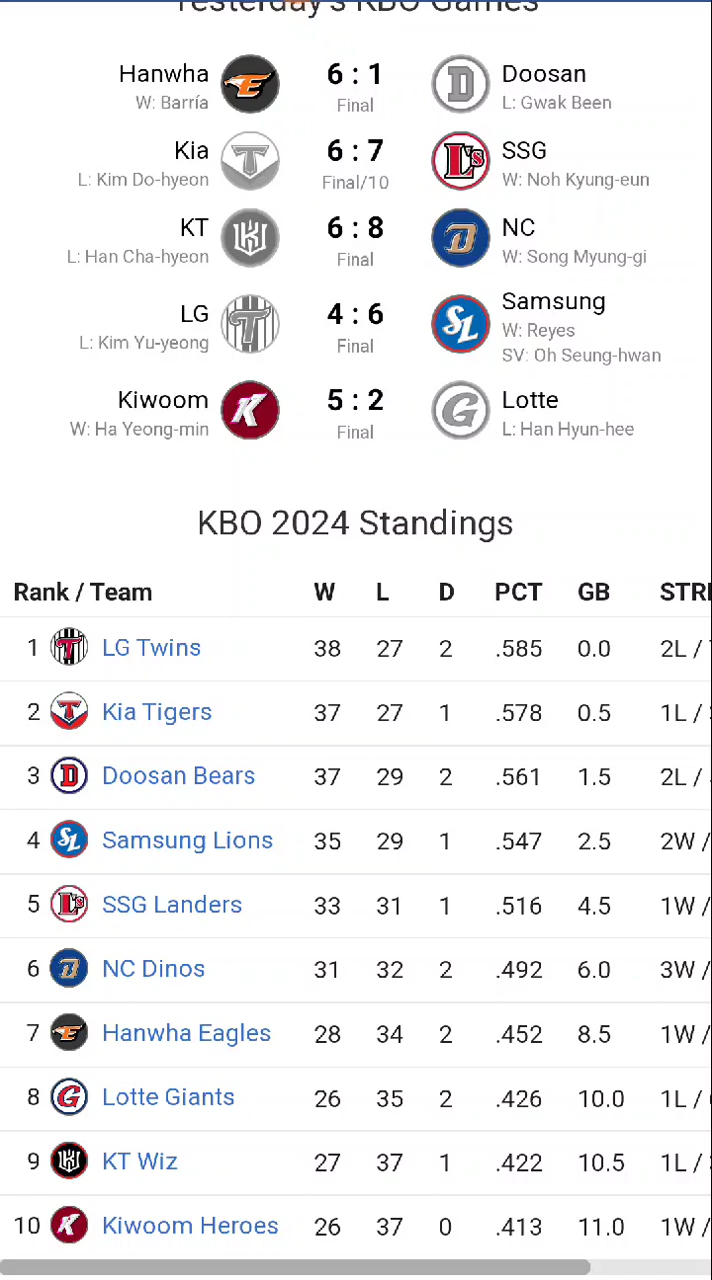 Yesterday's KBO Games
Hanwha 6 : 1 Doosan
W: Barría Final L: Gwak Been
Kia 6 : 7 SSG
L: Kim Do-hyeon Final/10 W: Noh Kyung-eun
KT 6 : 8 NC
L: Han Cha-hyeon Final W: Song Myung-gi
LG 4 : 6 Samsung
L: Kim Yu-yeong Final W: Reyes
SV: Oh Seung-hwan
Kiwoom 5 : 2 Lotte
W: Ha Yeong-min Final L: Han Hyun-hee
KBO 2024 Standings
Rank / Team W L D PCT GB
1 LG Twins 38 27 2 .585 0.0 2L /
2 Kia Tigers 37 27 1 .578 0.5 1L /
3 Doosan Bears 37 29 2 .561 1.5 2L /
4 Samsung Lions 35 29 1 .547 2.5 2W /
5 SSG Landers 33 31 1 .516 4.5 1W /
6 NC Dinos 31 32 2 .492 6.0 3W /
7 Hanwha Eagles 28 34 2 .452 8.5 1W /
8 Lotte Giants 26 35 2 .426 10.0 1L /
9 KT Wiz 27 37 1 .422 10.5 1L /
10 Kiwoom Heroes 26 37 0 .413 11.0 1W /